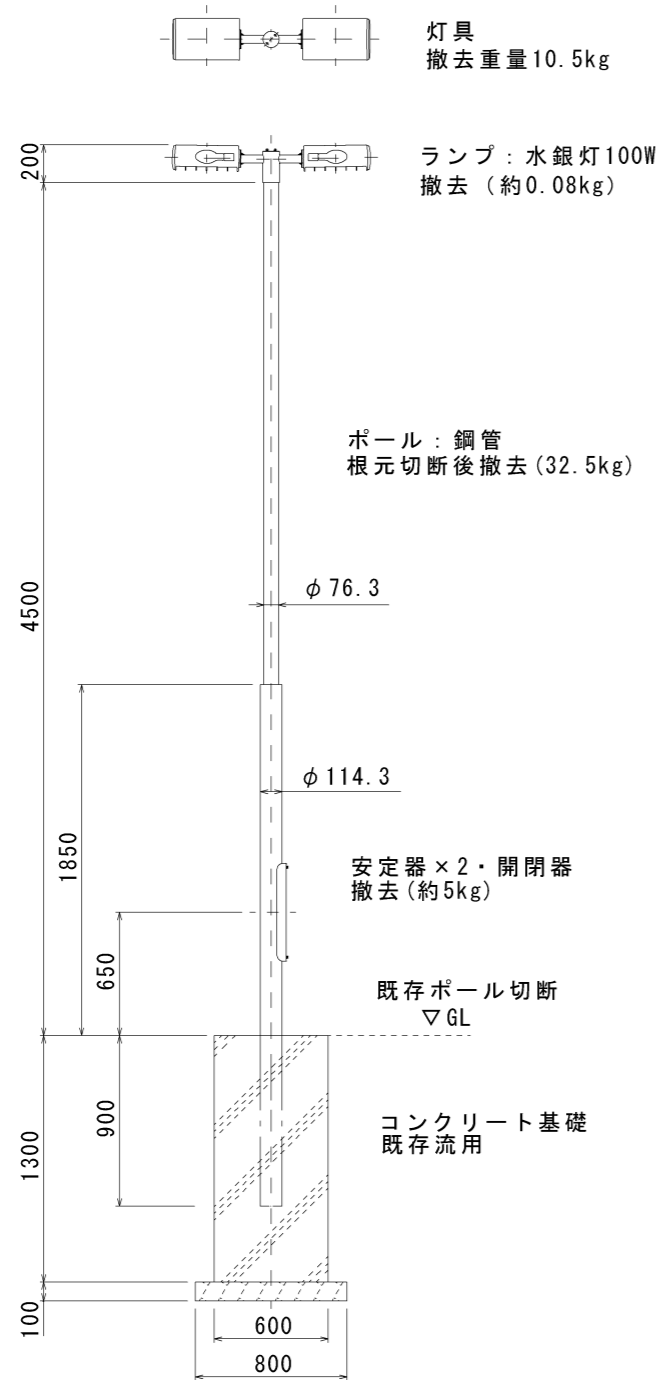 灯具
撤去重量10.5kg
ランプ：水銀灯100W
撤去（約0.08kg）
200
ポール：鋼管
根元切断後撤去(32.5kg)
4500
φ76.3
φ114.3
1850
安定器×2・開閉器
撤去(約5kg)
650
既存ポール切断
▽GL
900
1300
コンクリート基礎
既存流用
100
600
800